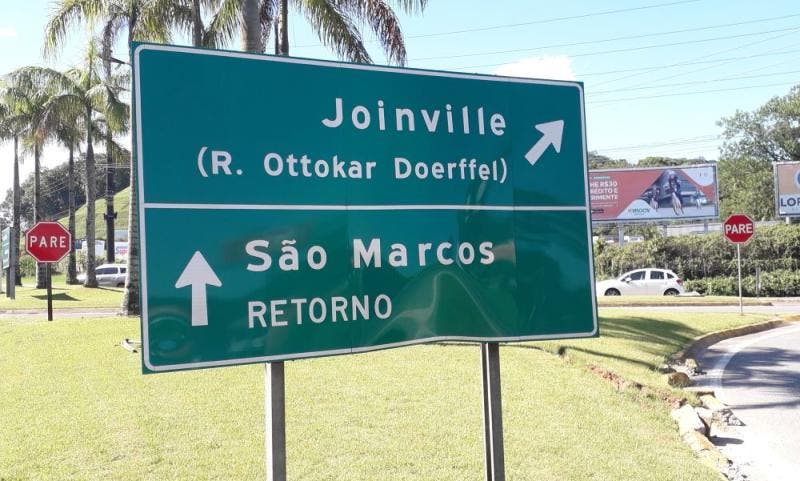 Joinville
(R. Ottokar Doerffel)
São Marcos
RETORNO
PARE
PARE